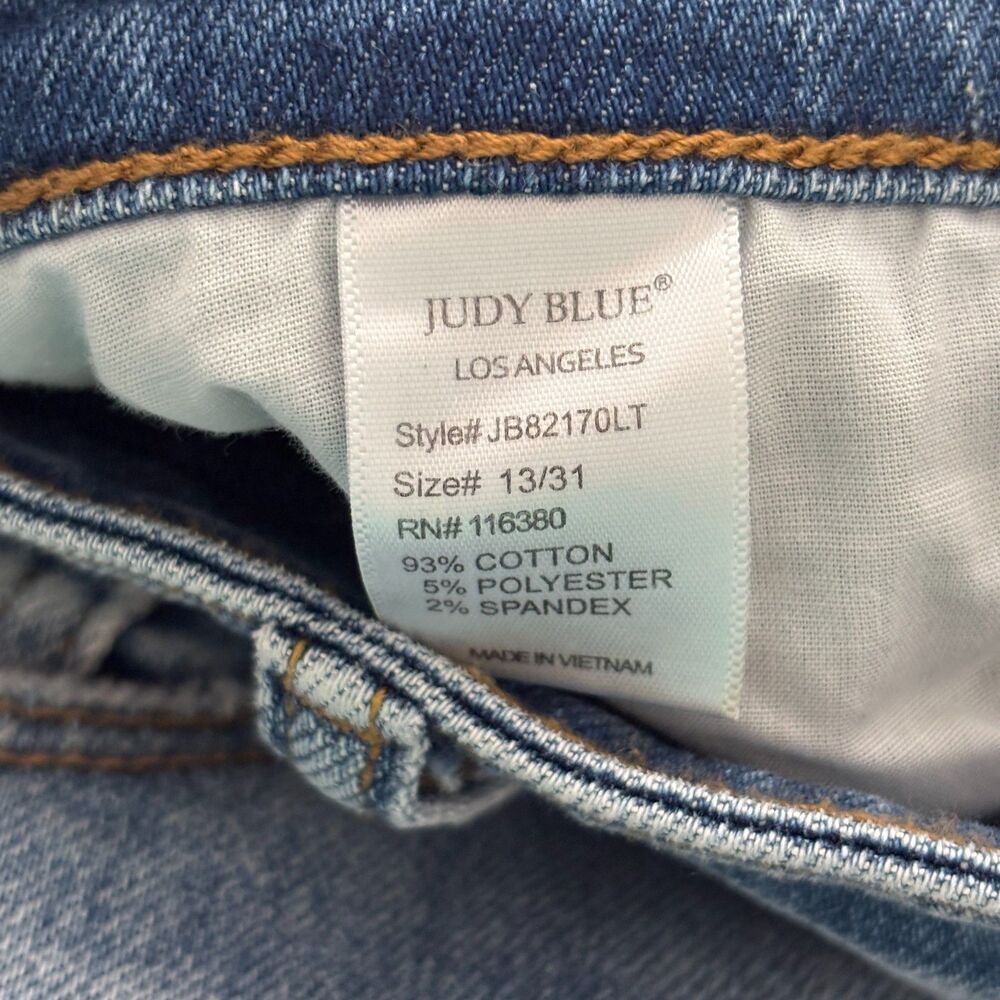 JUDY BLUE®
LOS ANGELES
Style# JB82170LT
Size# 13/31
RN# 116380
93% COTTON
5% POLYESTER
2% SPANDEX
MADE IN VIETNAM